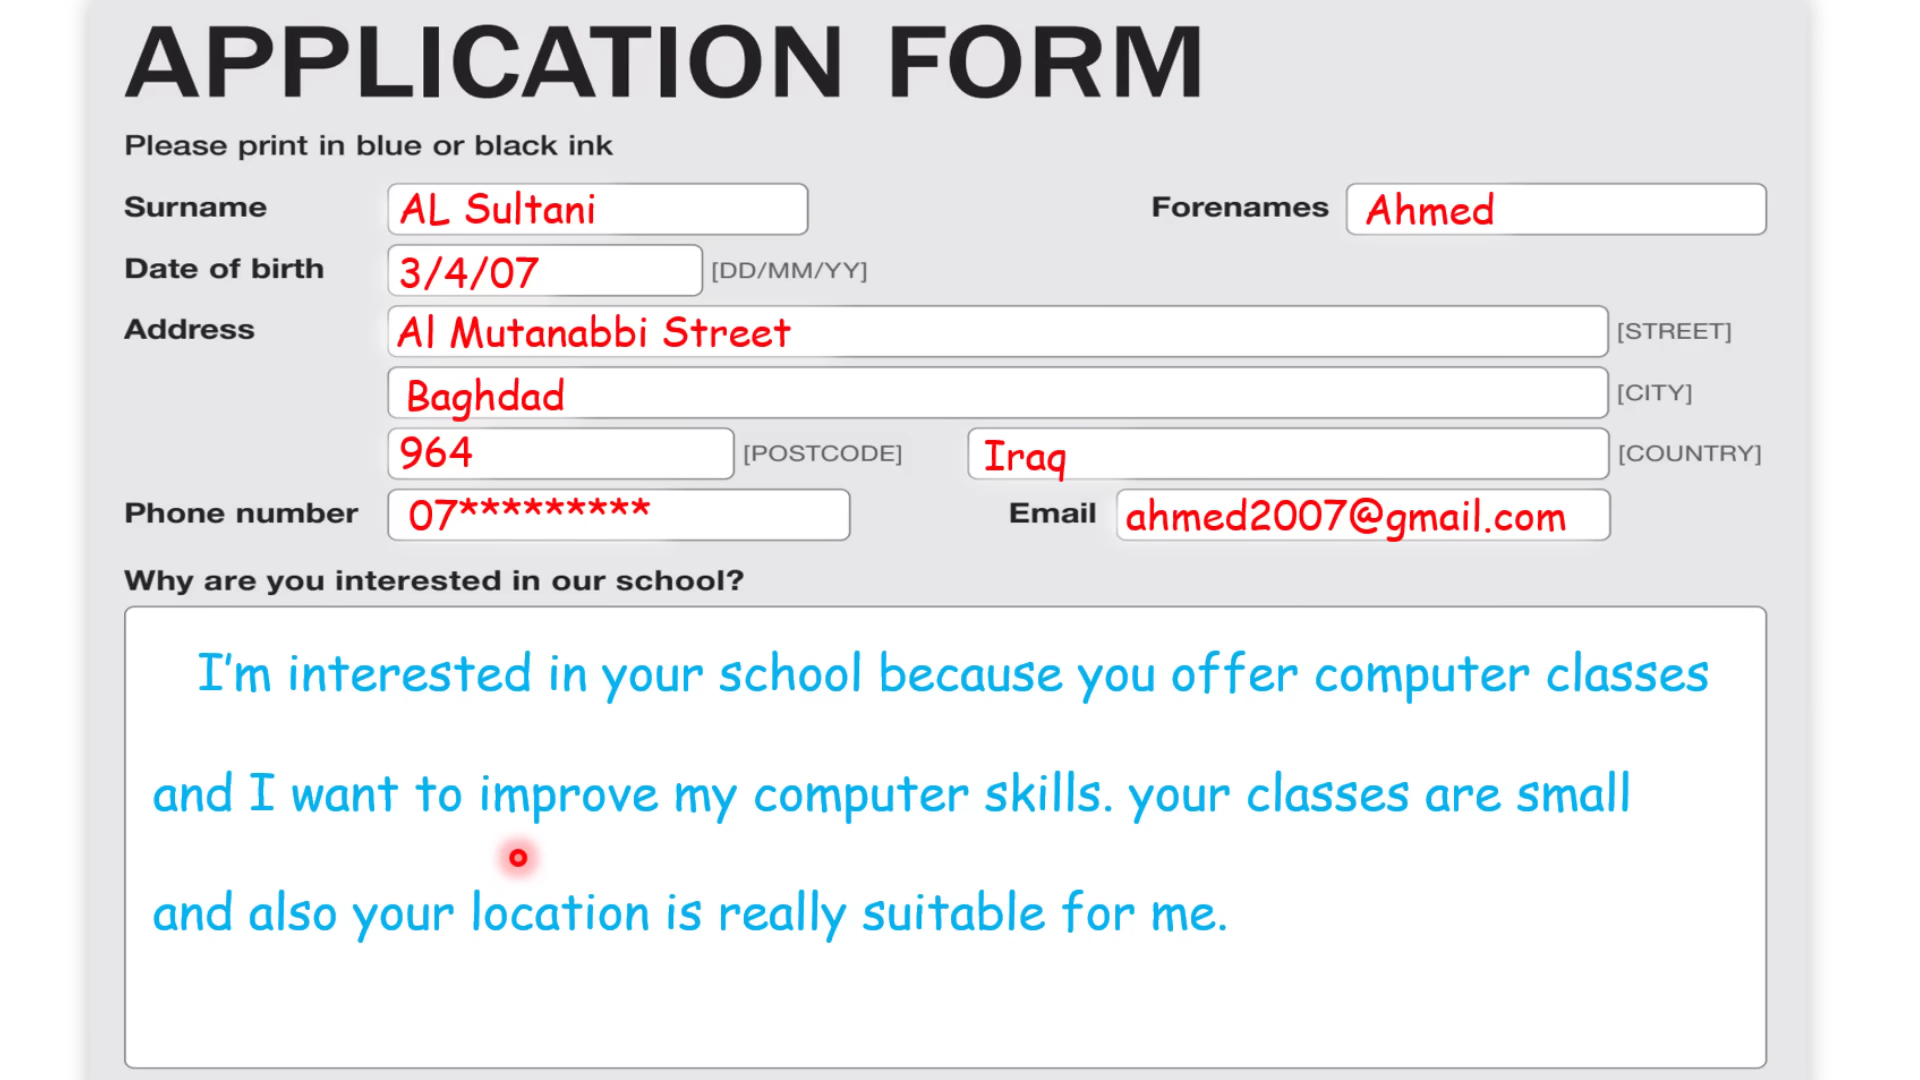 APPLICATION FORM
Please print in blue or black ink
Surname AL Sultani Forenames Ahmed
Date of birth 3/4/07 [DD/MM/YY]
Address Al Mutanabbi Street [STREET]
Baghdad [CITY]
964 [POSTCODE] Iraq [COUNTRY]
Phone number 07********* Email ahmed2007@gmail.com
Why are you interested in our school?
I'm interested in your school because you offer computer classes
and I want to improve my computer skills. your classes are small
and also your location is really suitable for me.